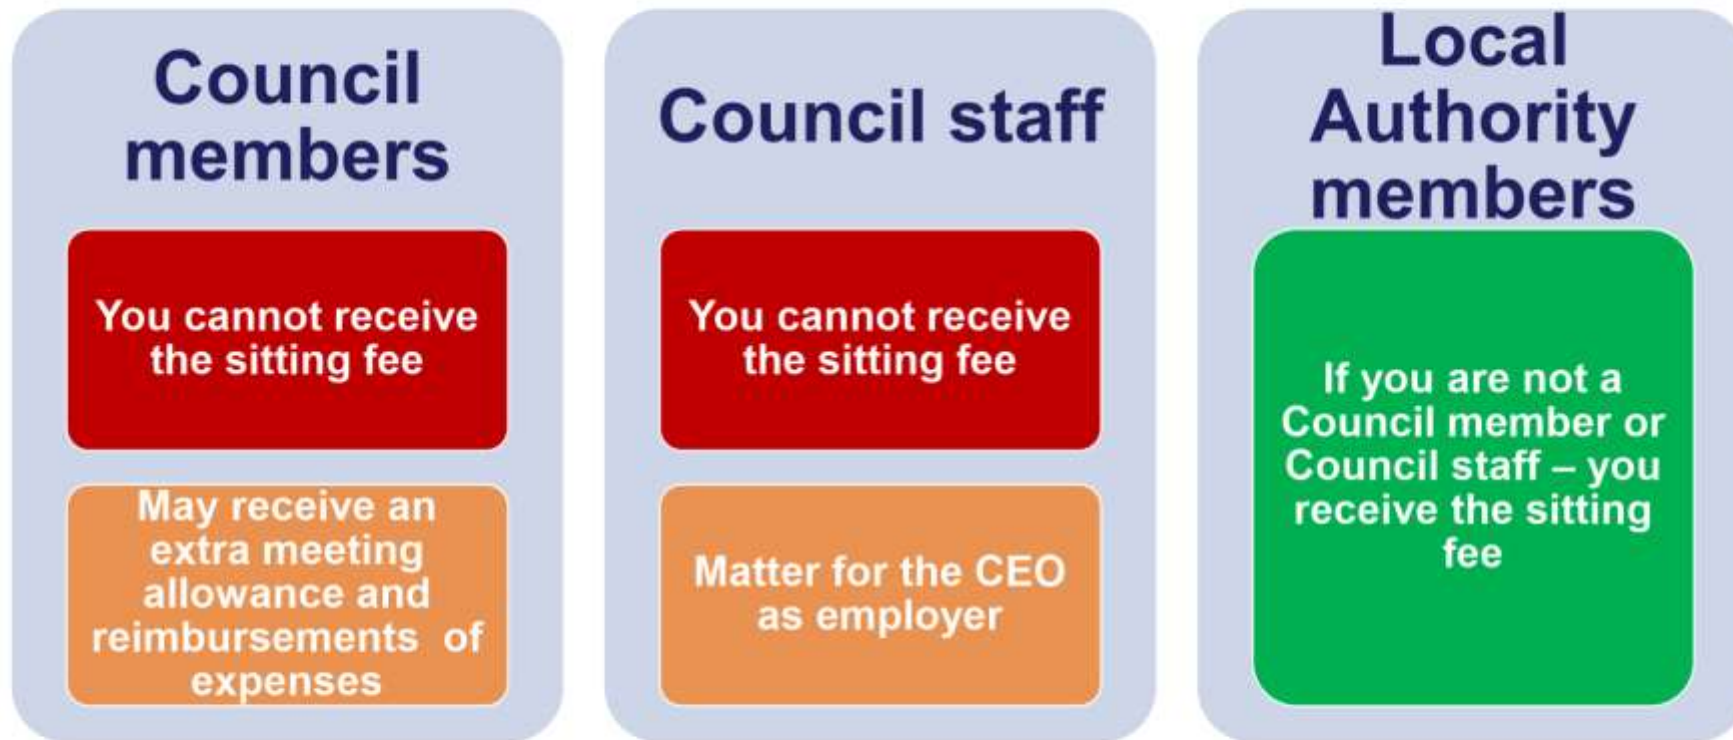 Council
members
You cannot receive
the sitting fee
May receive an
extra meeting
allowance and
reimbursements  of
expenses
Council staff
You cannot receive
the sitting fee
Matter for the CEO
as employer
Local
Authority
members
If you are not a
Council member or
Council staff – you
receive the sitting
fee